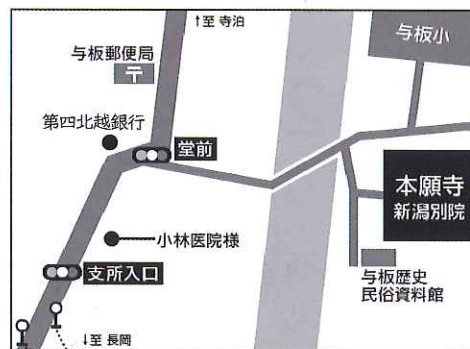 ↑至 寺泊
与板小
与板郵便局
〒
第四北越銀行
堂前
本願寺
新潟別院
小林医院様
支所入口
与板歴史
民俗資料館
↓至 長岡